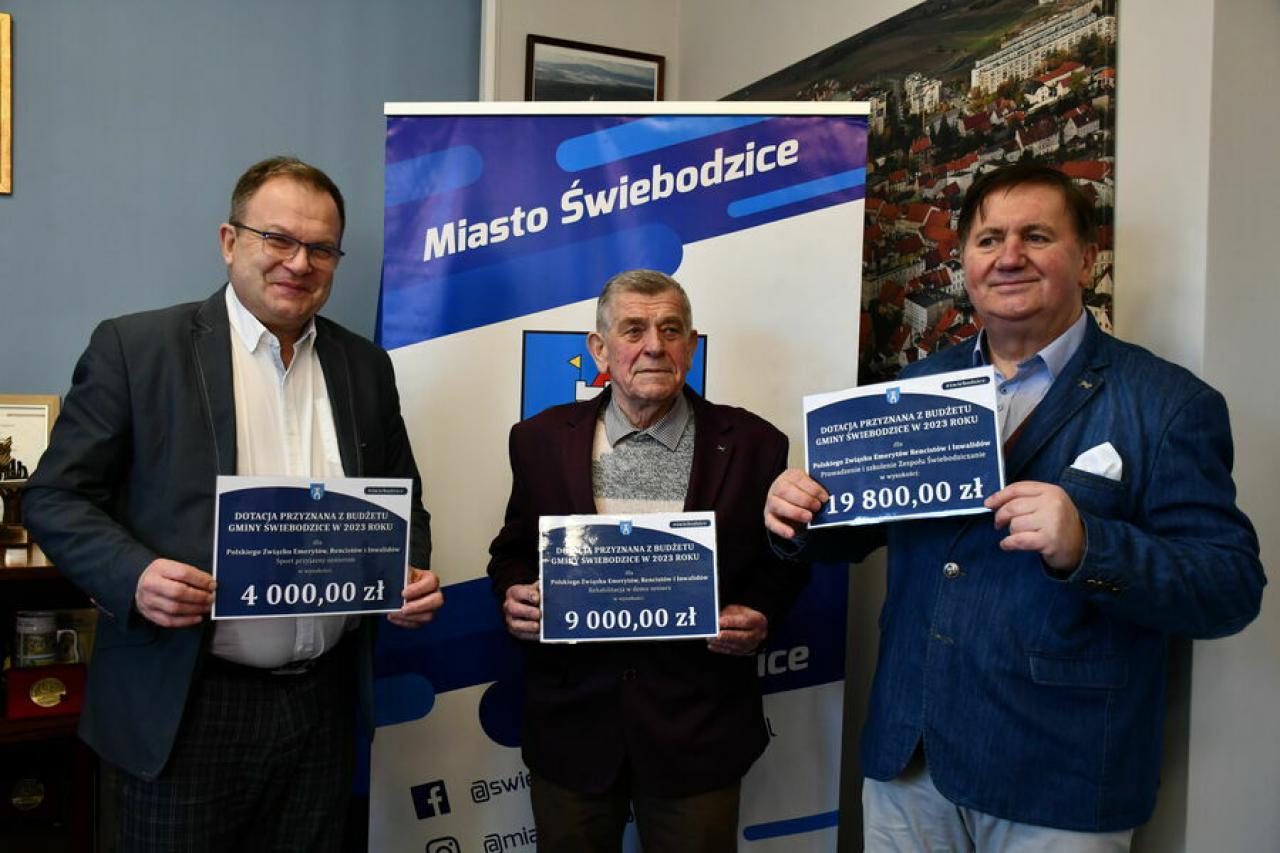 Miasto Świebodzice
#świebodzice
DOTACJA PRZYZNANA Z BUDŻETU
GMINY ŚWIEBODZICE W 2023 ROKU
dla
Polskiego Związku Emerytów, Rencistów i Inwalidów
Sport przyjazny seniorom
w wysokości:
4 000,00 zł
#świebodzice
DOTACJA PRZYZNANA Z BUDŻETU
GMINY ŚWIEBODZICE W 2023 ROKU
dla
Polskiego Związku Emerytów, Rencistów i Inwalidów
Rehabilitacja w domu seniora
w wysokości:
9 000,00 zł
#świebodzice
DOTACJA PRZYZNANA Z BUDŻETU
GMINY ŚWIEBODZICE W 2023 ROKU
dla
Polskiego Związku Emerytów Rencistów i Inwalidów
Prowadzenie i szkolenie Zespołu Świebodziczanie
w wysokości:
19 800,00 zł
ice
@swie
@mia